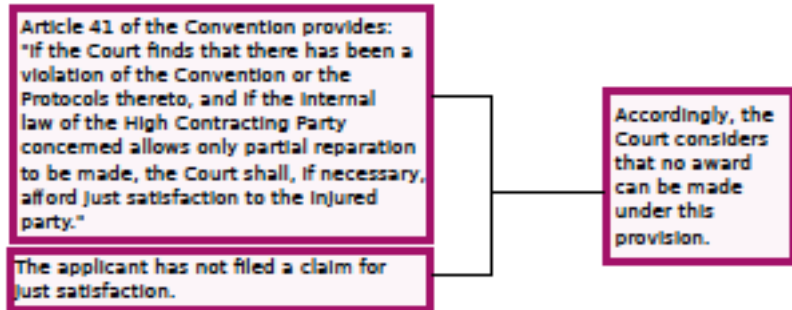 Article 41 of the Convention provides:
"If the Court finds that there has been a
violation of the Convention or the
Protocols thereto, and if the internal
law of the High Contracting Party
concerned allows only partial reparation
to be made, the Court shall, if necessary,
afford just satisfaction to the injured
party."
The applicant has not filed a claim for
just satisfaction.
Accordingly, the
Court considers
that no award
can be made
under this
provision.